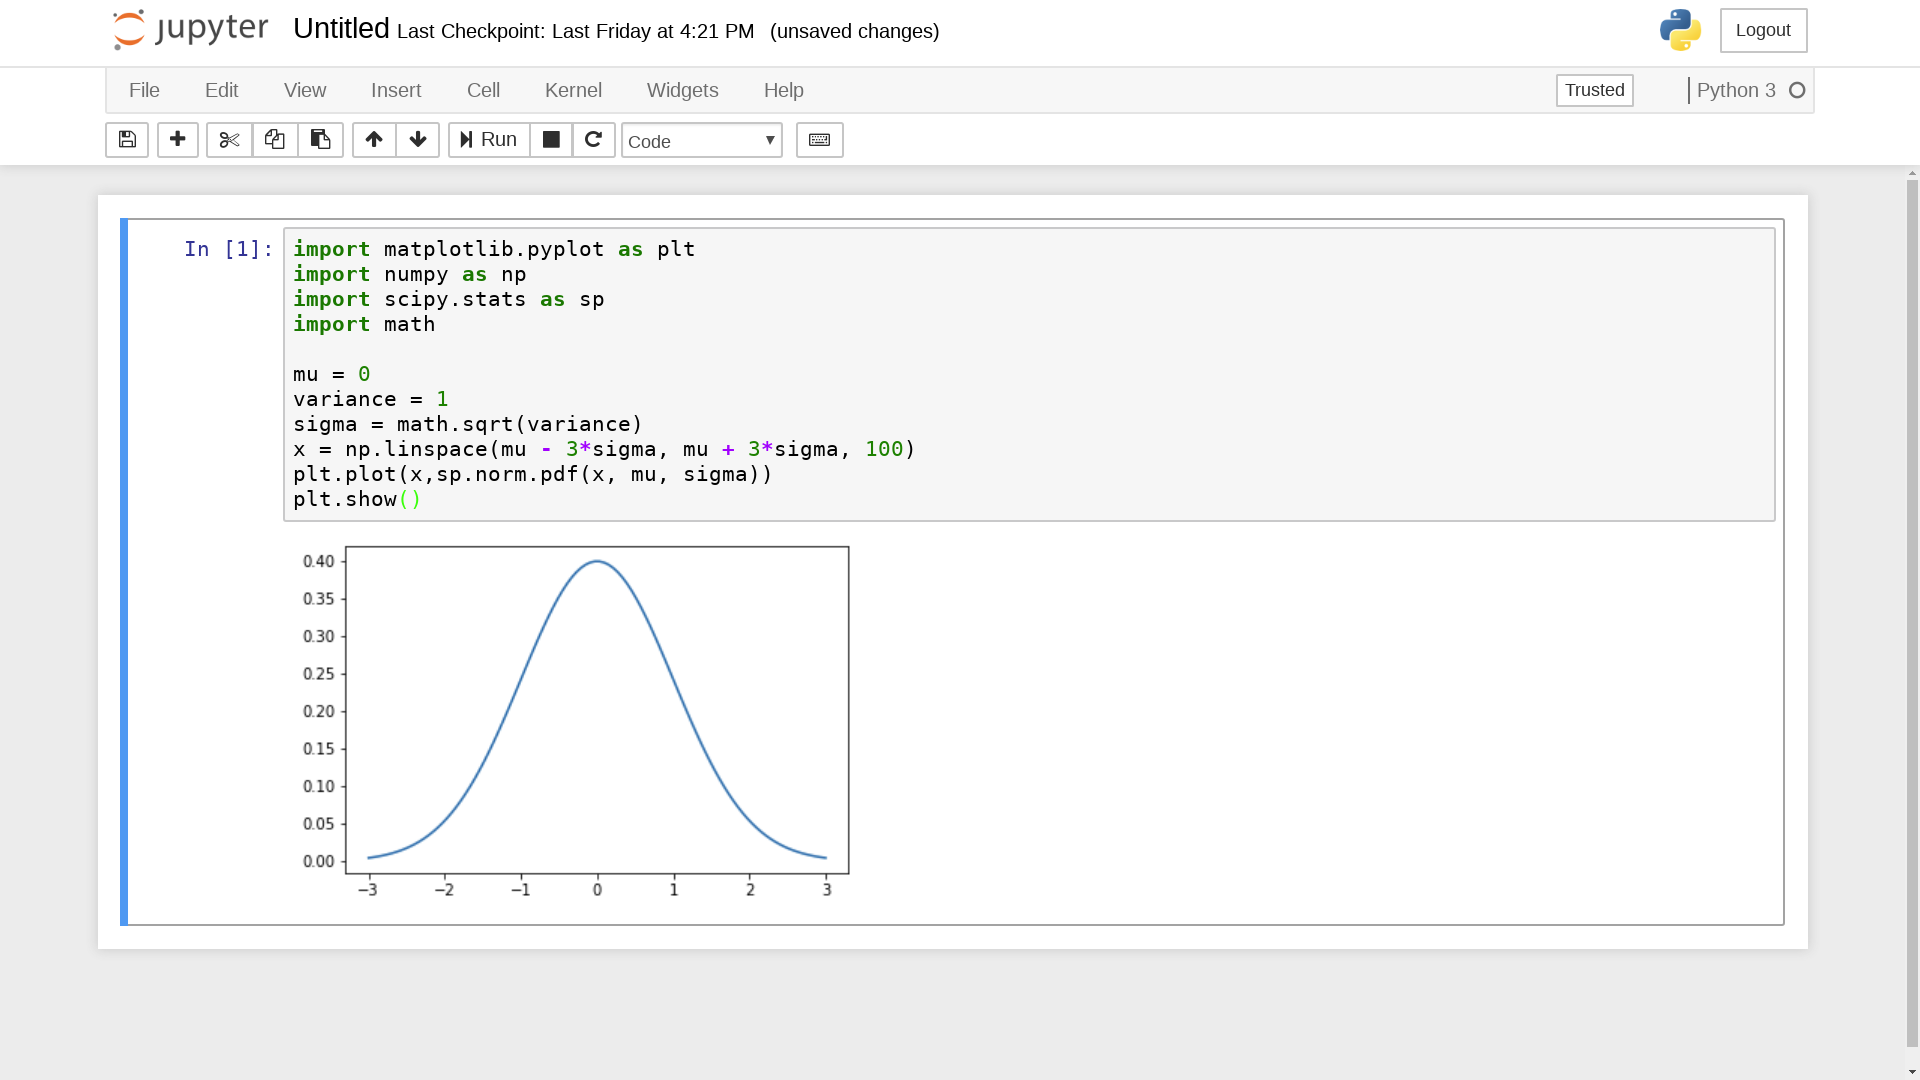 jupyter Untitled Last Checkpoint: Last Friday at 4:21 PM (unsaved changes) Logout
File Edit View Insert Cell Kernel Widgets Help Trusted Python 3
Run Code
In [1]: import matplotlib.pyplot as plt
import numpy as np
import scipy.stats as sp
import math
mu = 0
variance = 1
sigma = math.sqrt(variance)
x = np.linspace(mu - 3*sigma, mu + 3*sigma, 100)
plt.plot(x,sp.norm.pdf(x, mu, sigma))
plt.show()
0.40
0.35
0.30
0.25
0.20
0.15
0.10
0.05
0.00
−3 −2 −1 0 1 2 3